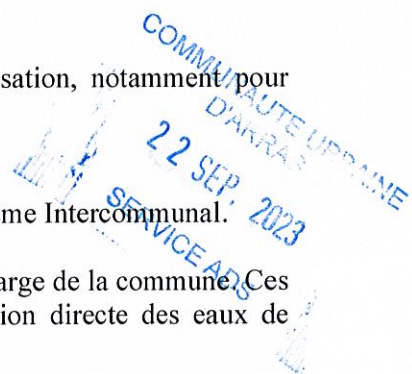 sation, notamment pour
COMMUNAUTE URBAINE
D'ARRAS
22 SEP. 2023
SERVICE ADS
me Intercommunal.
arge de la commune. Ces
ion directe des eaux de